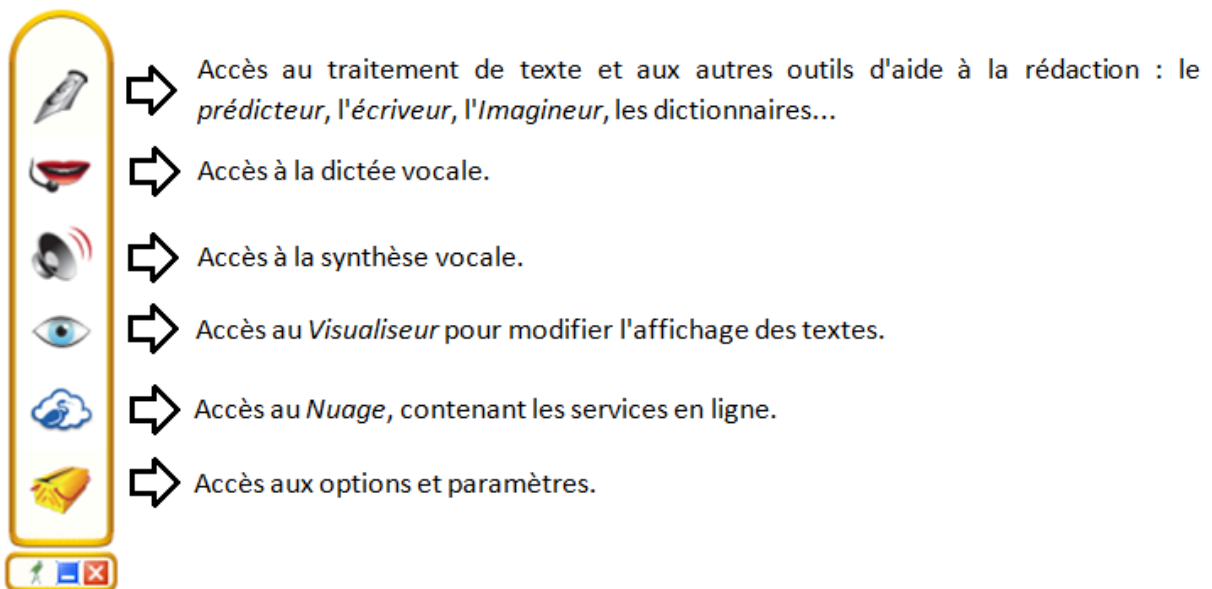 Accès au traitement de texte et aux autres outils d'aide à la rédaction : le
prédicteur, l'écriveur, l'Imagineur, les dictionnaires...
Accès à la dictée vocale.
Accès à la synthèse vocale.
Accès au Visualiseur pour modifier l'affichage des textes.
Accès au Nuage, contenant les services en ligne.
Accès aux options et paramètres.